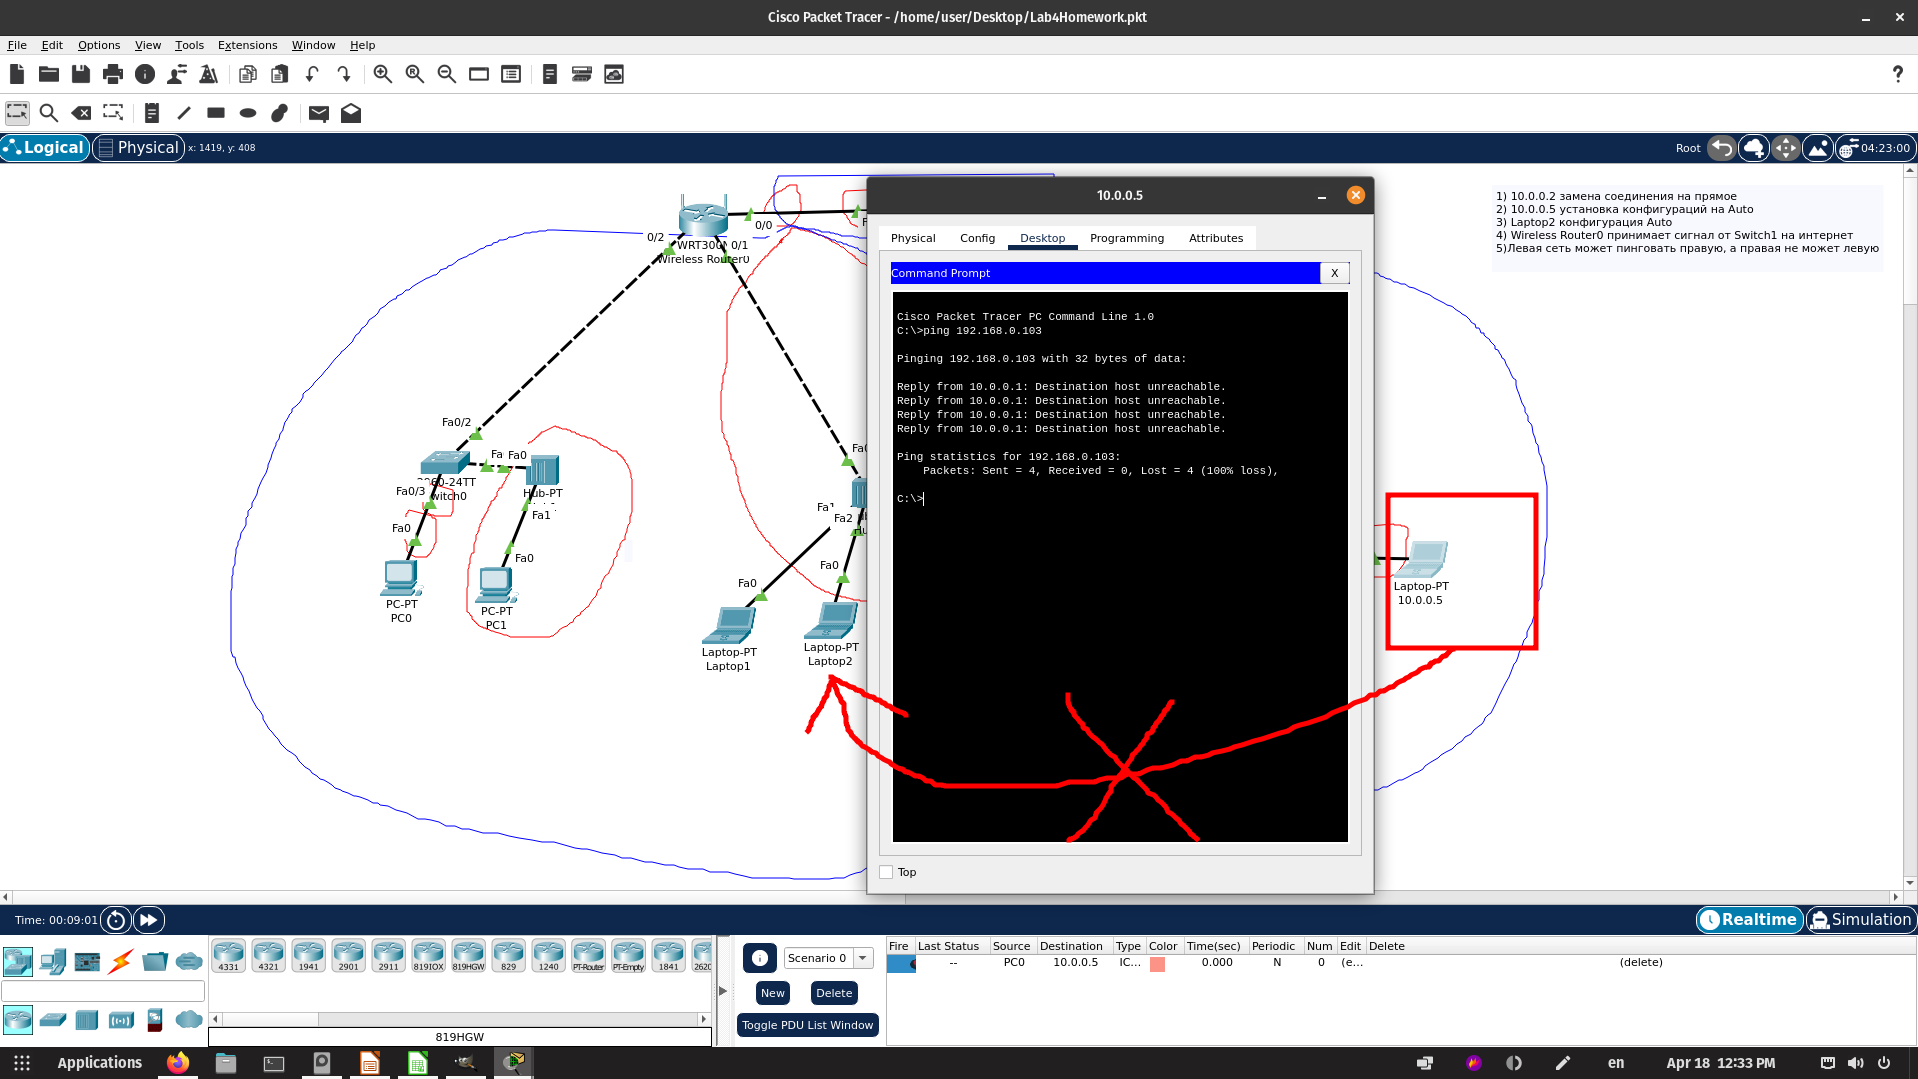 Cisco Packet Tracer - /home/user/Desktop/Lab4Homework.pkt
File Edit Options View Tools Extensions Window Help
?
Logical Physical x: 1419, y: 408
Root 04:23:00
1) 10.0.0.2 замена соединения на прямое
2) 10.0.0.5 установка конфигураций на Auto
3) Laptop2 конфигурация Auto
4) Wireless Router0 принимает сигнал от Switch1 на интернет
5)Левая сеть может пинговать правую, а правая не может левую
0/0
0/2
0/1
Wireless Router0
Fa0/2
Fa0
Hub-PT
Fa0/3
Fa1
Fa0
Fa0
PC-PT
PC0
PC-PT
PC1
Fa1
Fa2
Fa0
Fa0
Laptop-PT
Laptop1
Laptop-PT
Laptop2
Laptop-PT
10.0.0.5
10.0.0.5
Physical Config Desktop Programming Attributes
Command Prompt X
Cisco Packet Tracer PC Command Line 1.0
C:\>ping 192.168.0.103
Pinging 192.168.0.103 with 32 bytes of data:
Reply from 10.0.0.1: Destination host unreachable.
Reply from 10.0.0.1: Destination host unreachable.
Reply from 10.0.0.1: Destination host unreachable.
Reply from 10.0.0.1: Destination host unreachable.
Ping statistics for 192.168.0.103:
Packets: Sent = 4, Received = 0, Lost = 4 (100% loss),
C:\>
Top
Time: 00:09:01
Realtime Simulation
4331 4321 1941 2901 2911 819IOX 819HGW 829 1240 PT-Router PT-Empty 1841 2620
819HGW
Scenario 0
New Delete
Toggle PDU List Window
Fire Last Status Source Destination Type Color Time(sec) Periodic Num Edit Delete
-- PC0 10.0.0.5 IC... 0.000 N 0 (e... (delete)
Applications
en Apr 18 12:33 PM